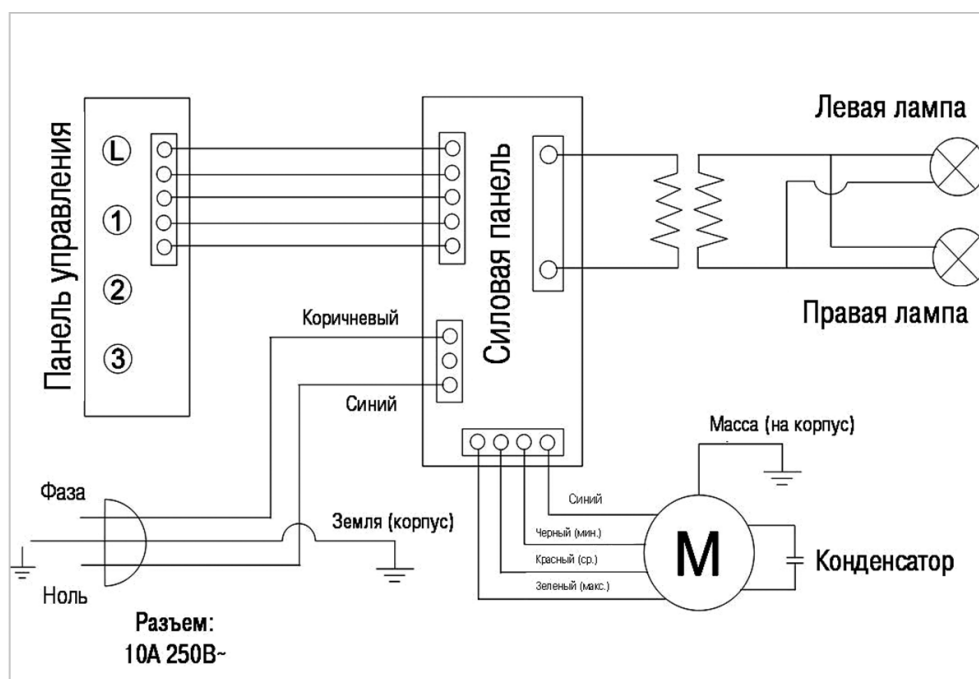 Панель управления
L
1
2
3
Силовая панель
Левая лампа
Правая лампа
Коричневый
Синий
Масса (на корпус)
Фаза
Земля (корпус)
Ноль
Синий
Черный (мин.)
Красный (ср.)
Зеленый (макс.)
М
Конденсатор
Разъем:
10А 250В~